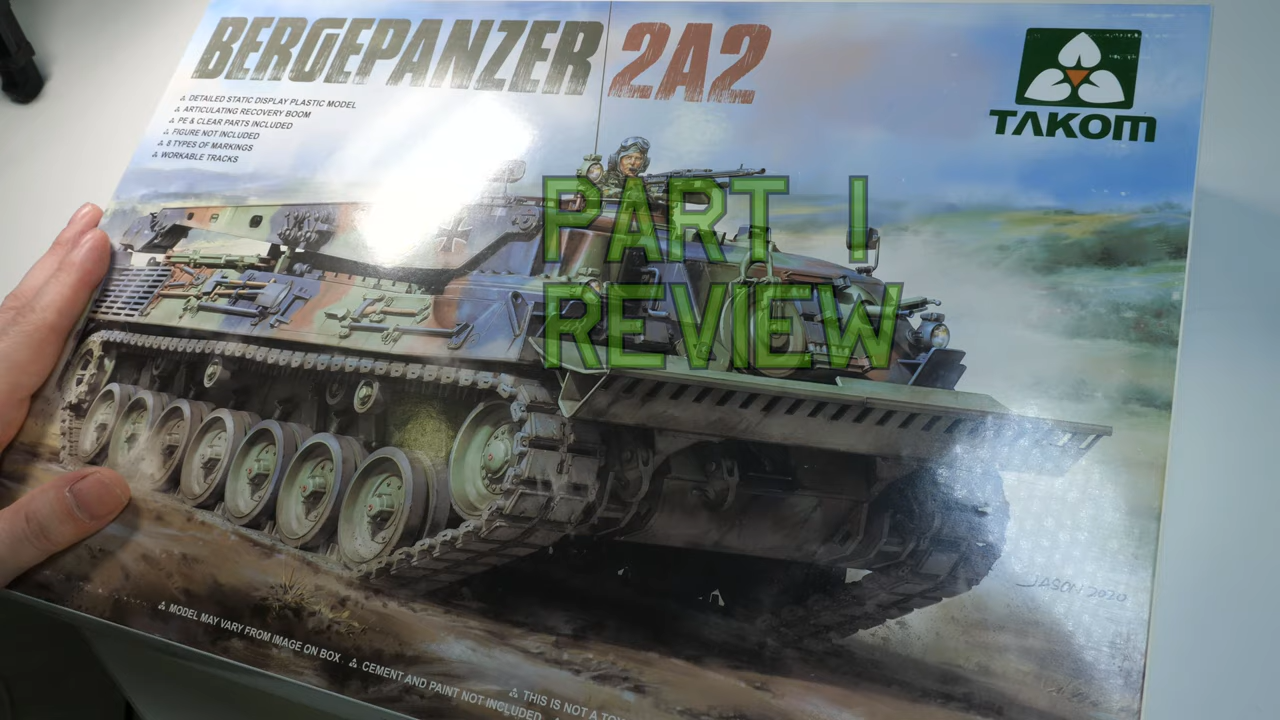 BERGEPANZER 2A2
DETAILED STATIC DISPLAY PLASTIC MODEL
ARTICULATING RECOVERY BOOM
PE & CLEAR PARTS INCLUDED
FIGURE NOT INCLUDED
8 TYPES OF MARKINGS
WORKABLE TRACKS
TAKOM
PART I
REVIEW
JASON 2020
MODEL MAY VARY FROM IMAGE ON BOX
CEMENT AND PAINT NOT INCLUDED
THIS IS NOT A